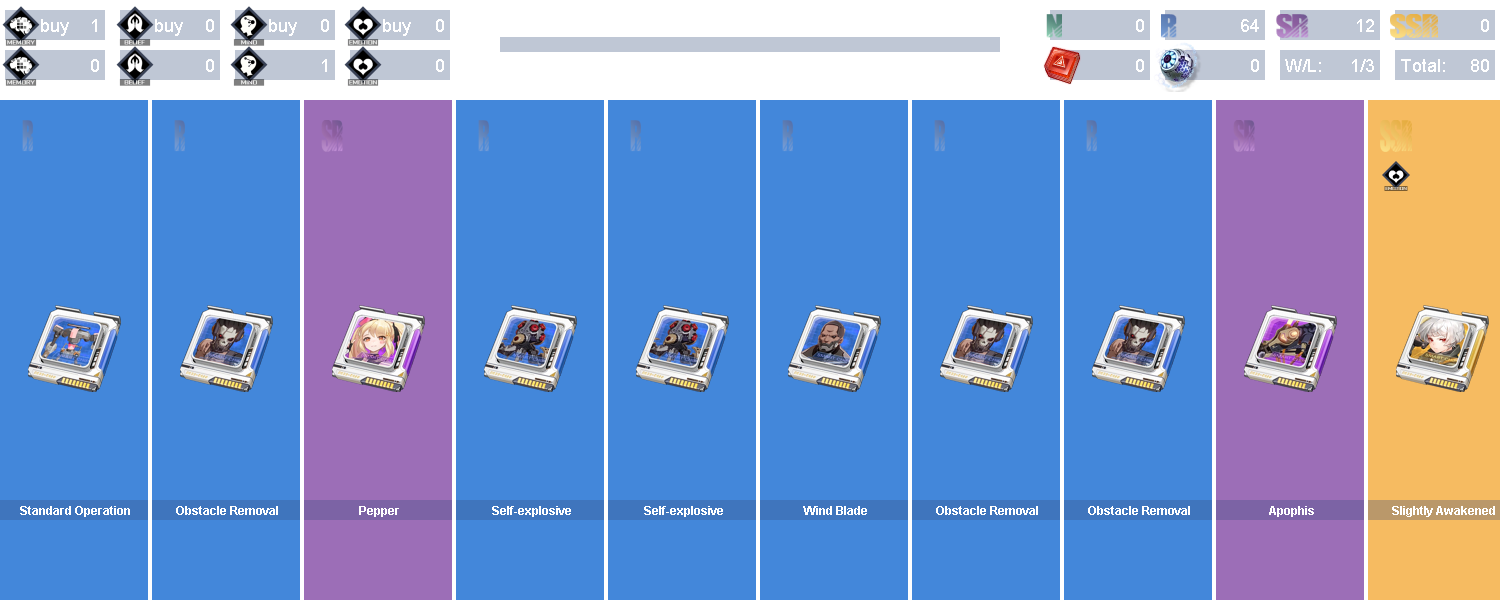 buy 1
buy 0
buy 0
buy 0
MEMORY
BELIEF
MIND
EMOTION
0
0
1
0
MEMORY
BELIEF
MIND
EMOTION
N 0
R 64
SR 12
SSR 0
0
0
W/L: 1/3
Total: 80
R
R
SR
R
R
R
R
R
SR
SSR
EMOTION
Standard Operation
Obstacle Removal
Pepper
Self-explosive
Self-explosive
Wind Blade
Obstacle Removal
Obstacle Removal
Apophis
Slightly Awakened